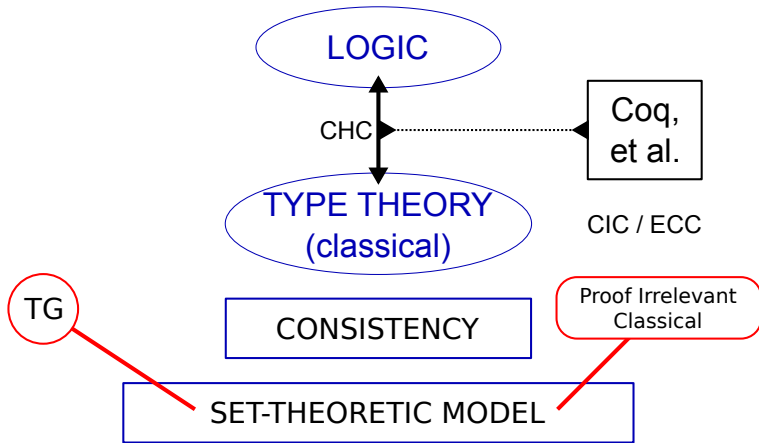 LOGIC
CHC
Coq,
et al.
TYPE THEORY
(classical)
CIC / ECC
TG
Proof Irrelevant
Classical
CONSISTENCY
SET-THEORETIC MODEL